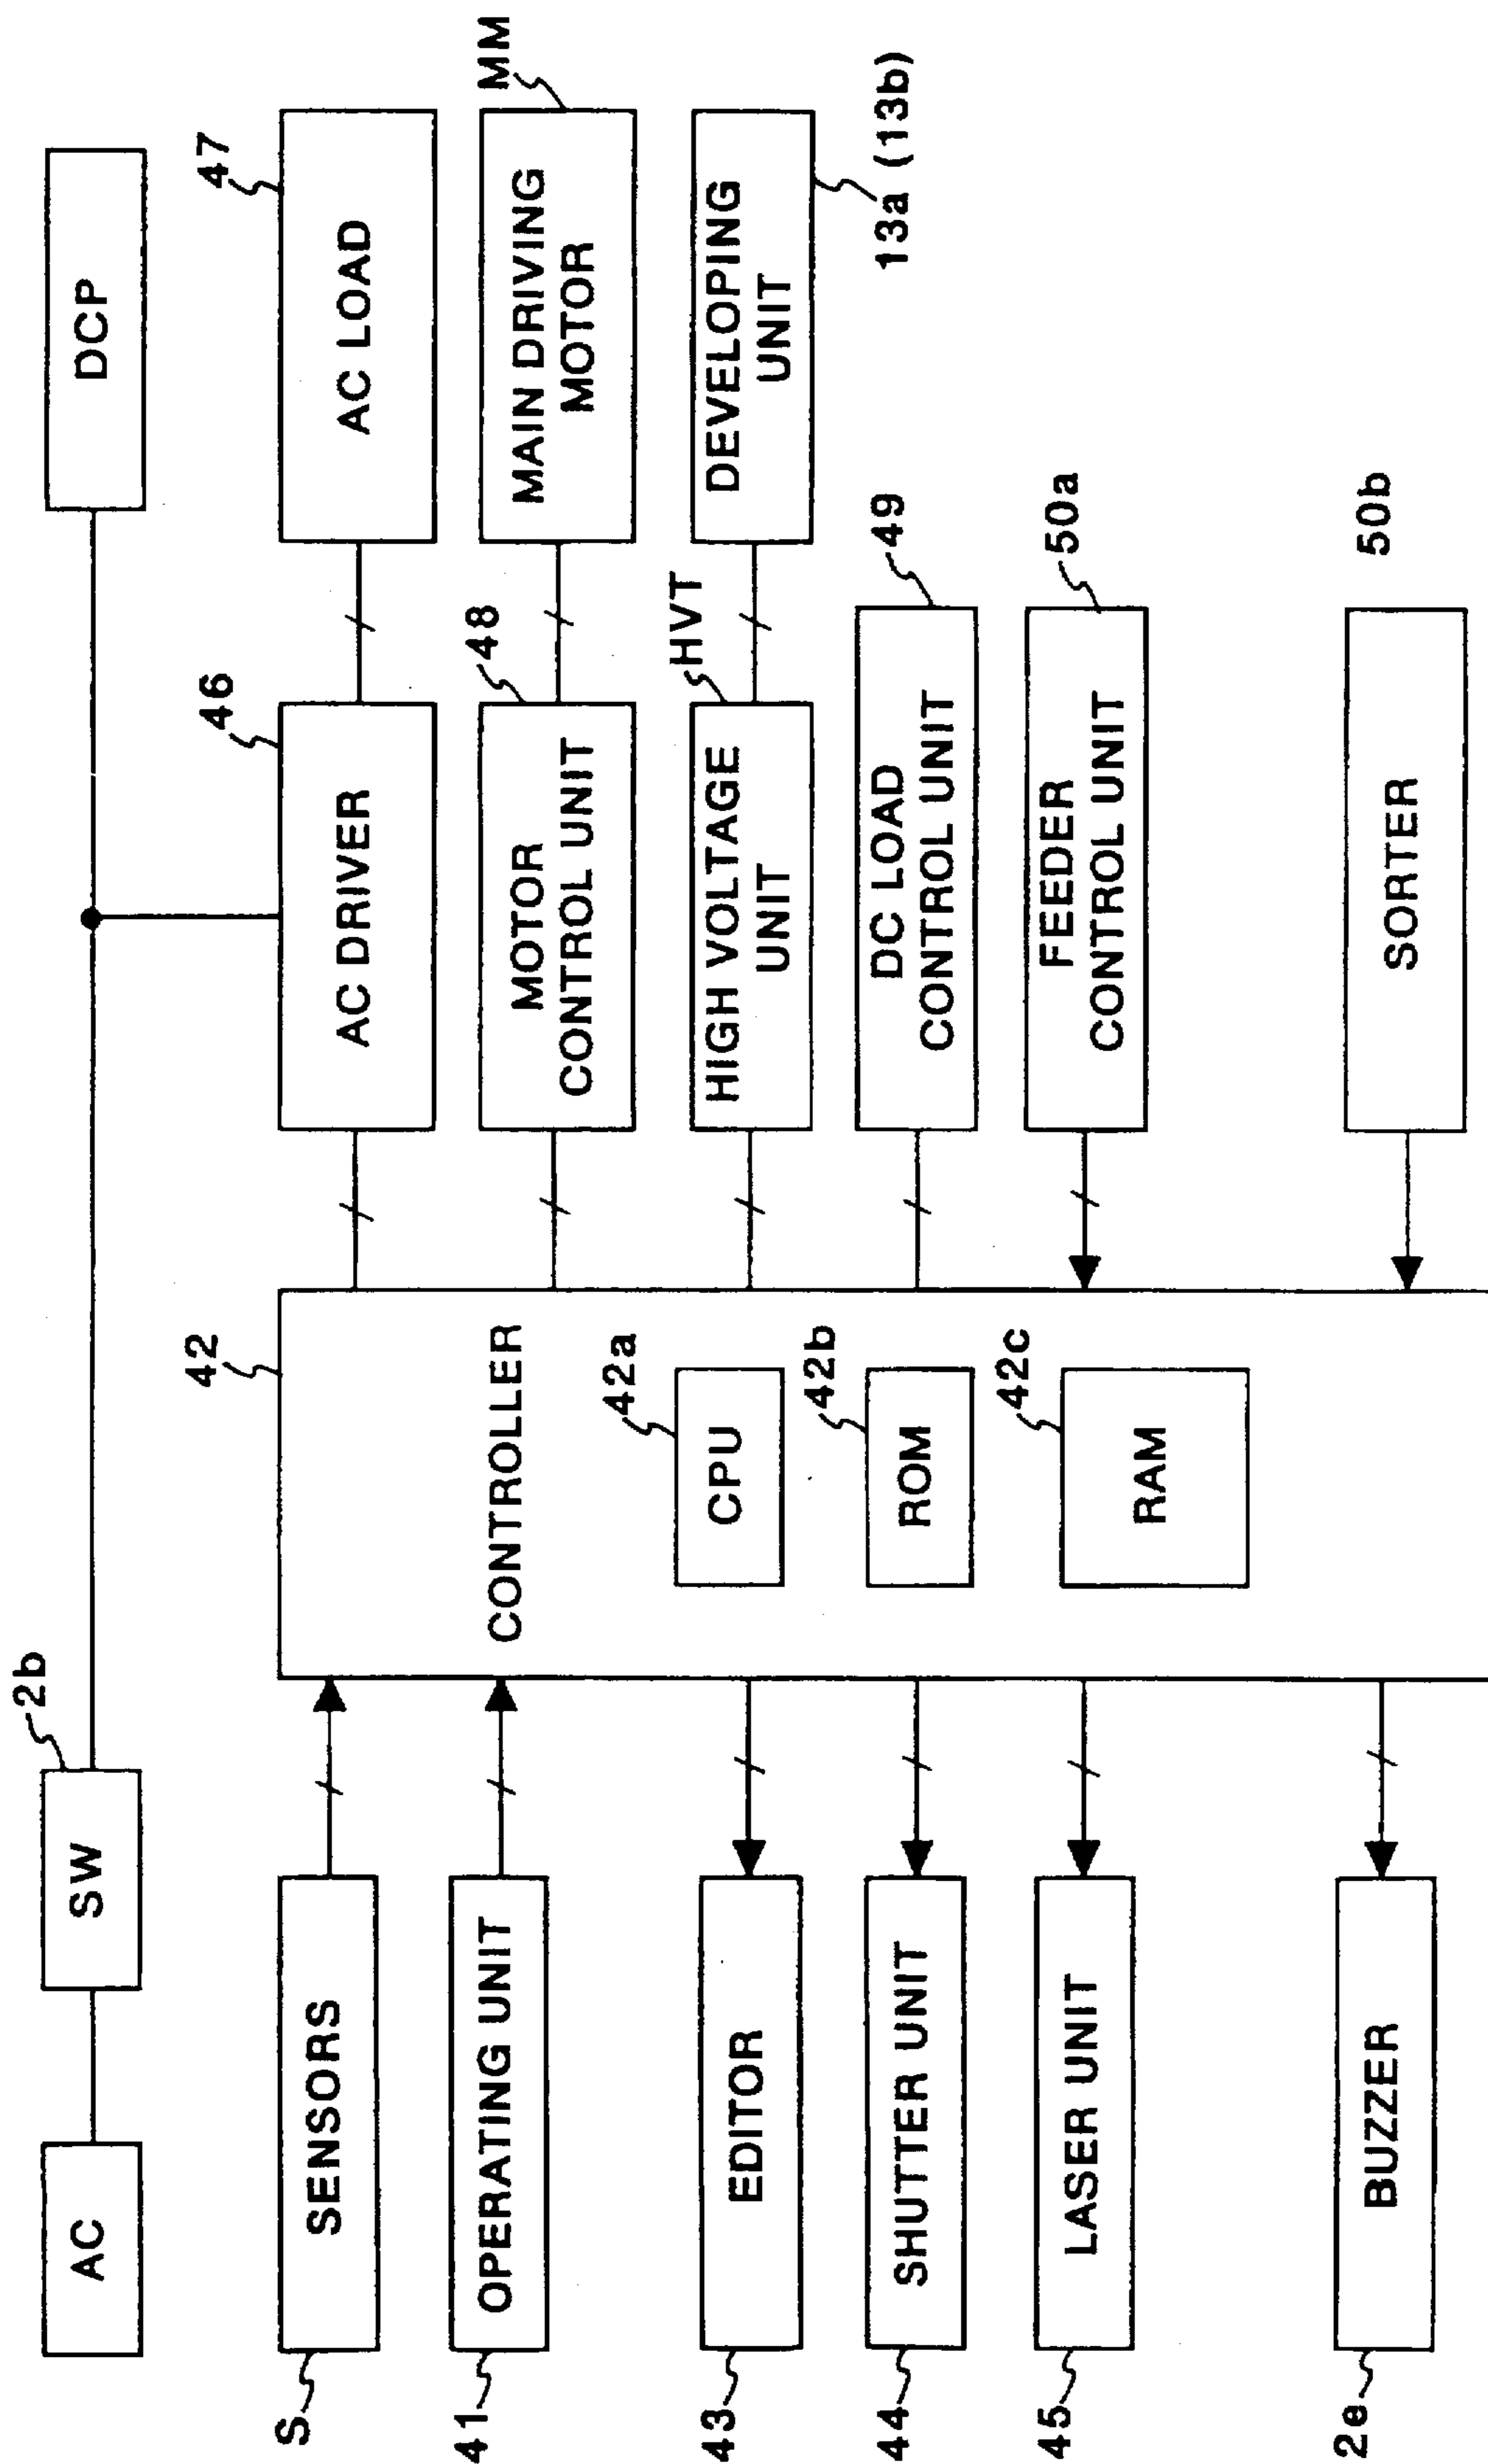 AC
SW
2b
DCP
42
CONTROLLER
CPU
42a
ROM
42b
RAM
42c
S
SENSORS
41
OPERATING UNIT
43
EDITOR
44
SHUTTER UNIT
45
LASER UNIT
2e
BUZZER
46
AC DRIVER
47
AC LOAD
48
MOTOR
CONTROL UNIT
MM
MAIN DRIVING
MOTOR
HVT
HIGH VOLTAGE
UNIT
DEVELOPING
UNIT
13a (13b)
49
DC LOAD
CONTROL UNIT
50a
FEEDER
CONTROL UNIT
50b
SORTER